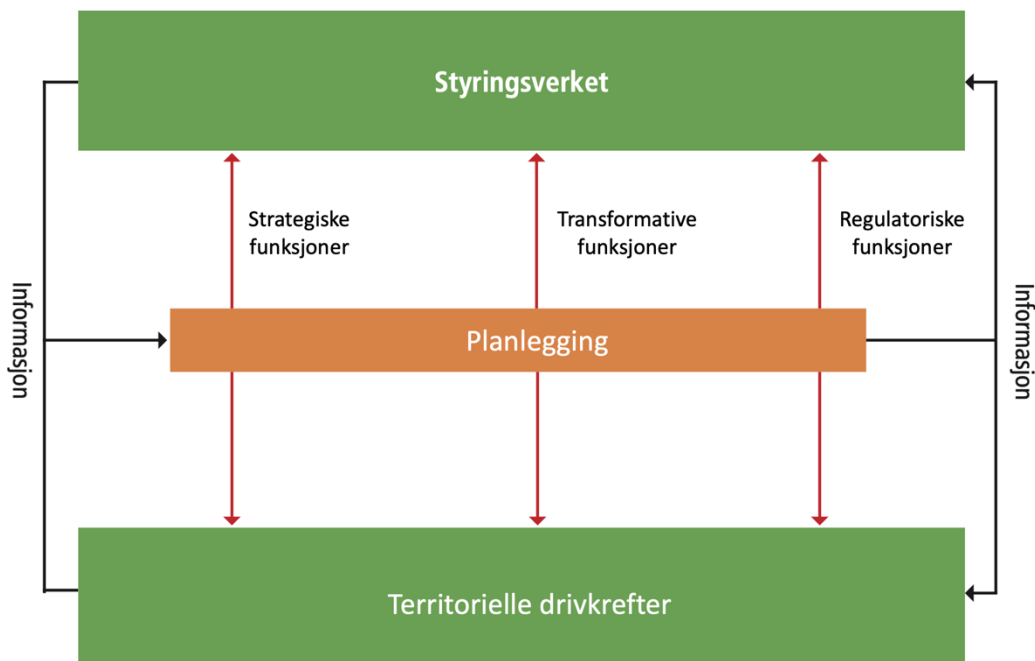 Styringsverket
Strategiske
funksjoner
Transformative
funksjoner
Regulatoriske
funksjoner
Informasjon
Planlegging
Informasjon
Territorielle drivkrefter